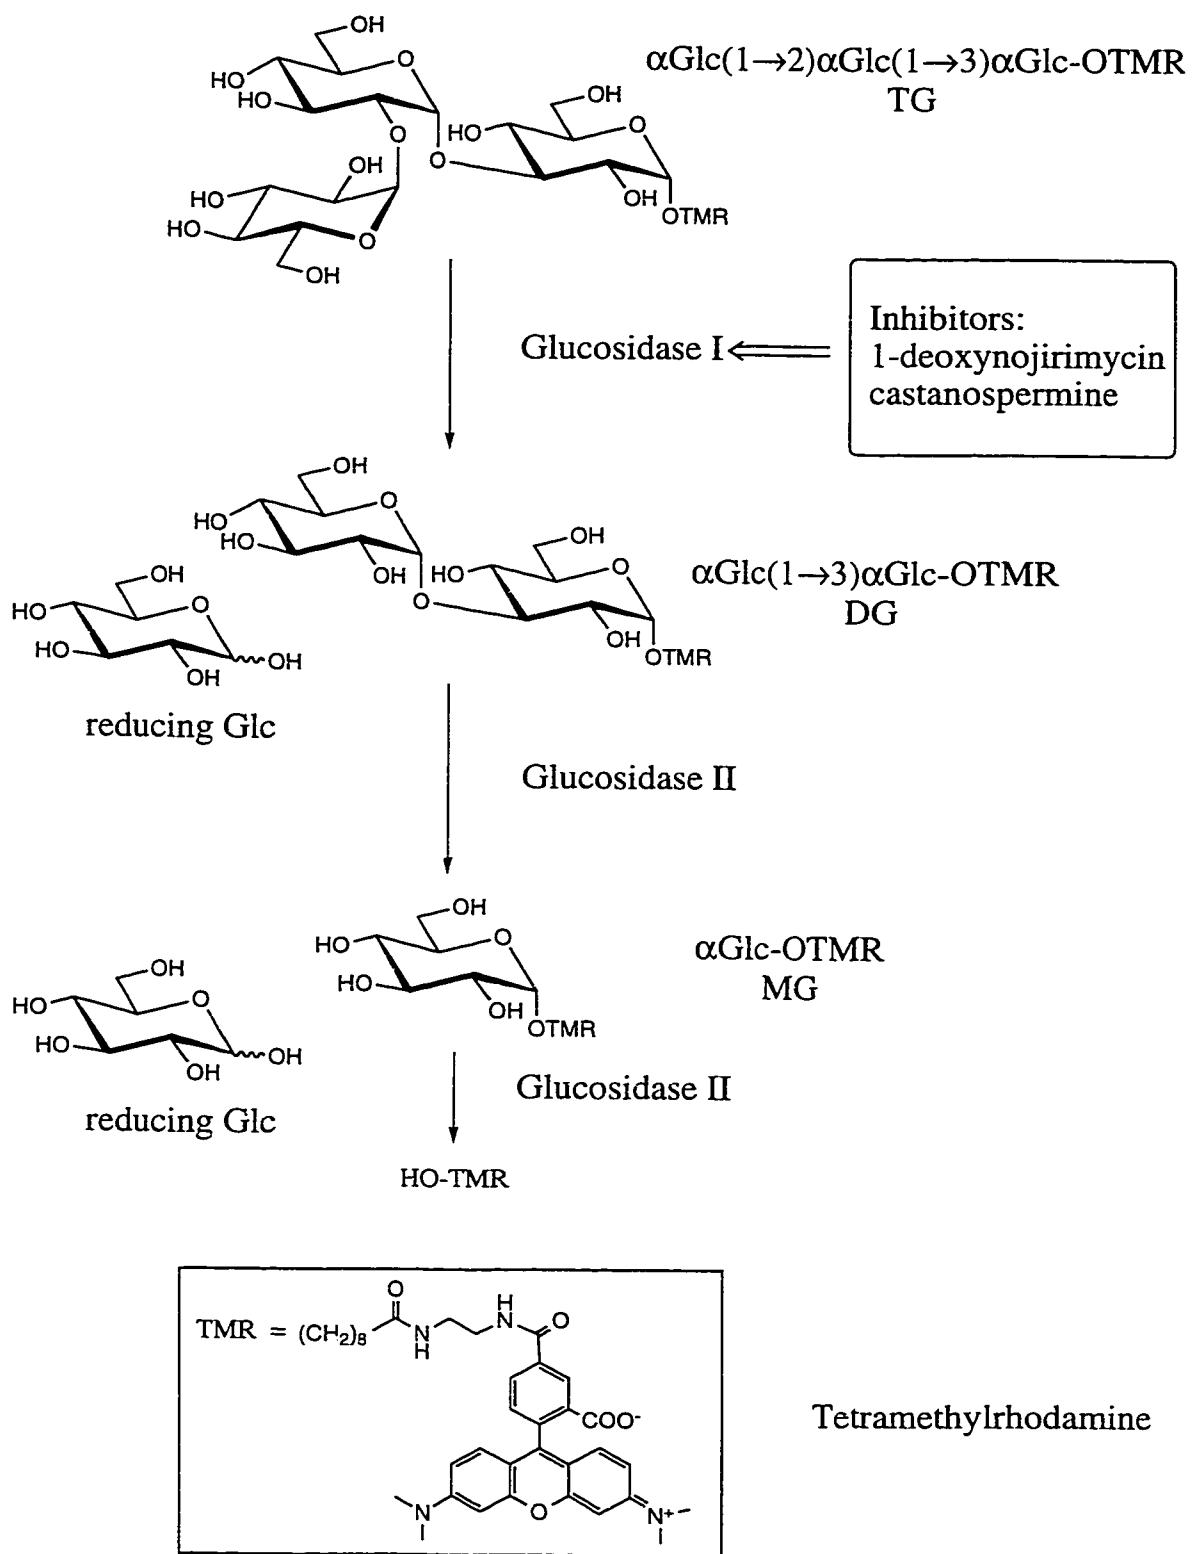 OH
O
HO
HO
αGlc(1→2)αGlc(1→3)αGlc-OTMR
TG
OH
HO
O
O
O
OH
OH
HO
OTMR
HO
O
OH
Glucosidase I
Inhibitors:
1-deoxynojirimycin
castanospermine
OH
O
HO
HO
OH
OH
HO
O
O
αGlc(1→3)αGlc-OTMR
DG
OH
OTMR
OH
HO
O
HO
OH
OH
reducing Glc
Glucosidase II
OH
HO
O
HO
OH
OTMR
αGlc-OTMR
MG
OH
HO
O
HO
OH
OH
reducing Glc
Glucosidase II
HO-TMR
TMR = (CH2)8
O
N
H
H
N
O
COO-
N
O
N+
Tetramethylrhodamine